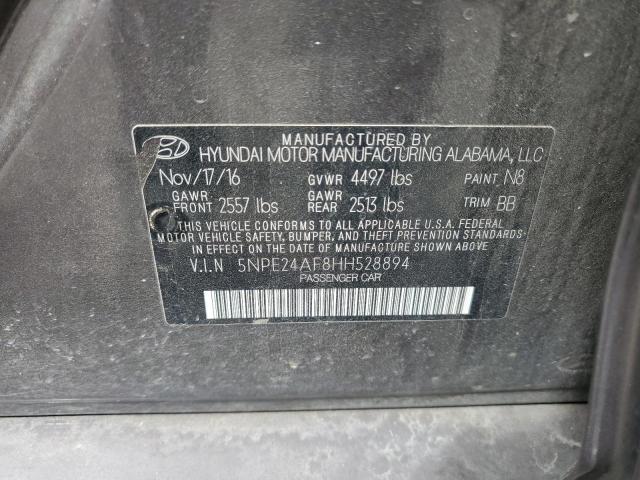 MANUFACTURED BY
HYUNDAI MOTOR MANUFACTURING ALABAMA, LLC
Nov/17/16 GVWR 4497 lbs PAINT N8
GAWR FRONT 2557 lbs GAWR REAR 2513 lbs TRIM BB
THIS VEHICLE CONFORMS TO ALL APPLICABLE U.S.A. FEDERAL
MOTOR VEHICLE SAFETY, BUMPER, AND THEFT
PREVENTION STANDARDS IN EFFECT ON THE DATE OF
MANUFACTURE SHOWN ABOVE.
V.I.N 5NPE24AF8HH528894
PASSENGER CAR